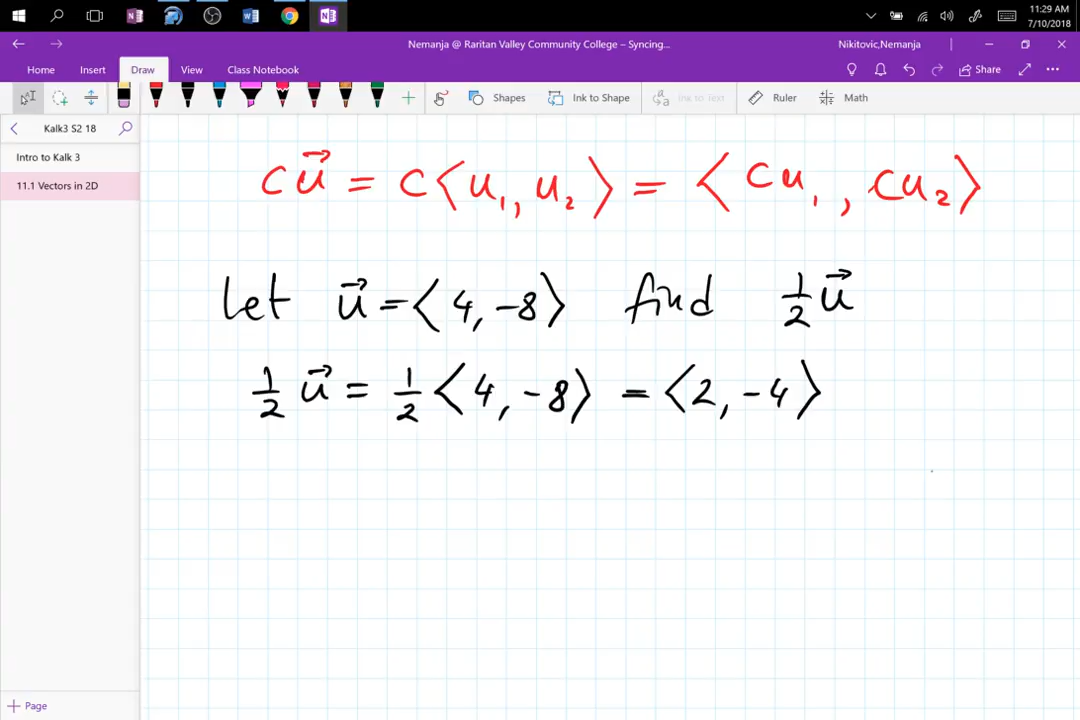 11:29 AM
7/10/2018
Nemanja @ Raritan Valley Community College – Syncing...
Nikitovic,Nemanja
Home Insert Draw View Class Notebook
Share
Shapes Ink to Shape Ink to Text Ruler Math
Kalk3 S2 18
Intro to Kalk 3
11.1 Vectors in 2D
c u⃗ = c⟨u₁, u₂⟩ = ⟨cu₁, cu₂⟩
Let u⃗ = ⟨4, -8⟩ find ½ u⃗
½ u⃗ = ½ ⟨4, -8⟩ = ⟨2, -4⟩
+ Page